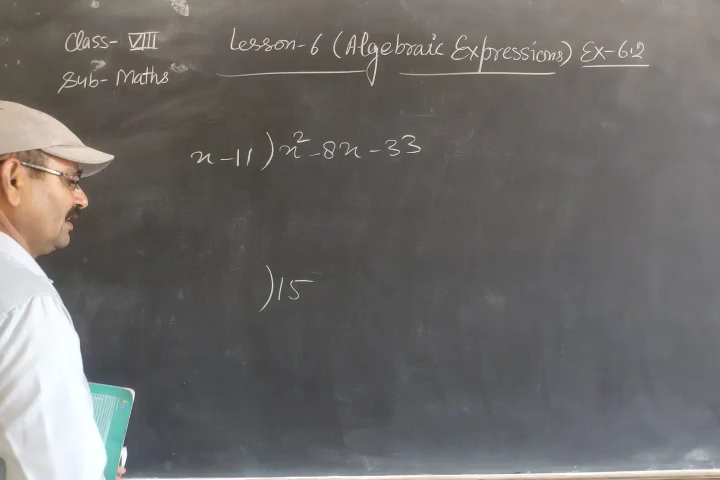 Class- VIII
Lesson-6 (Algebraic Expressions) Ex-6.2
Sub- Maths
x - 11 ) x² - 8x - 33
) 15